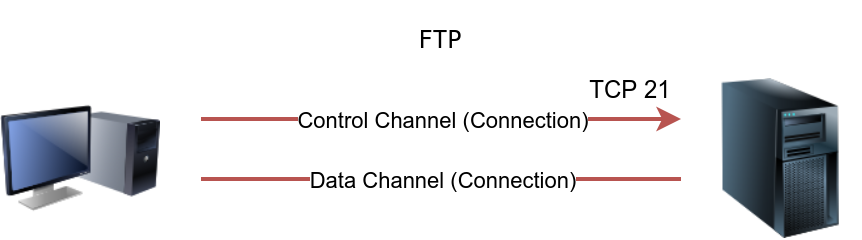 FTP
TCP 21
Control Channel (Connection)
Data Channel (Connection)